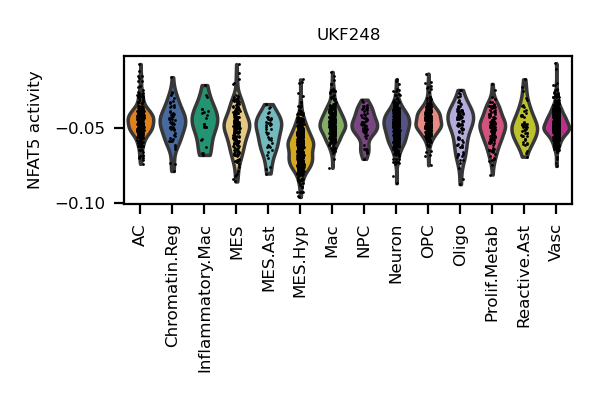 UKF248
NFAT5 activity
−0.05
−0.10
AC
Chromatin.Reg
Inflammatory.Mac
MES
MES.Ast
MES.Hyp
Mac
NPC
Neuron
OPC
Oligo
Prolif.Metab
Reactive.Ast
Vasc